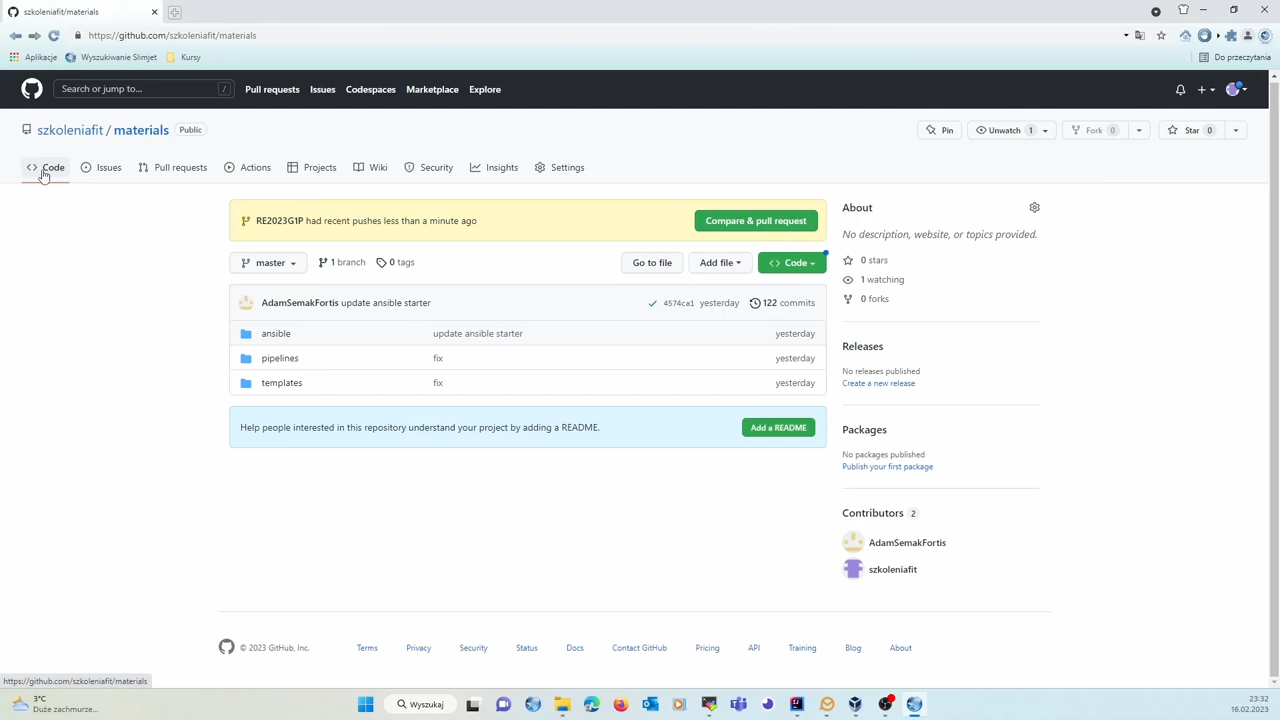 szkoleniafit/materials
https://github.com/szkoleniafit/materials
Aplikacje Wyszukiwanie Slimjet Kursy Do przeczytania
Search or jump to... / Pull requests Issues Codespaces Marketplace Explore
szkoleniafit / materials Public Pin Unwatch 1 Fork 0 Star 0
Code Issues Pull requests Actions Projects Wiki Security Insights Settings
RE2023G1P had recent pushes less than a minute ago Compare & pull request
master 1 branch 0 tags Go to file Add file Code
AdamSemakFortis update ansible starter 4574ca1 yesterday 122 commits
ansible update ansible starter yesterday
pipelines fix yesterday
templates fix yesterday
Help people interested in this repository understand your project by adding a README. Add a README
About
No description, website, or topics provided.
0 stars
1 watching
0 forks
Releases
No releases published
Create a new release
Packages
No packages published
Publish your first package
Contributors 2
AdamSemakFortis
szkoleniafit
© 2023 GitHub, Inc. Terms Privacy Security Status Docs Contact GitHub Pricing API Training Blog About
https://github.com/szkoleniafit/materials
3°C
Duże zachmurze...
Wyszukaj
23:32
16.02.2023